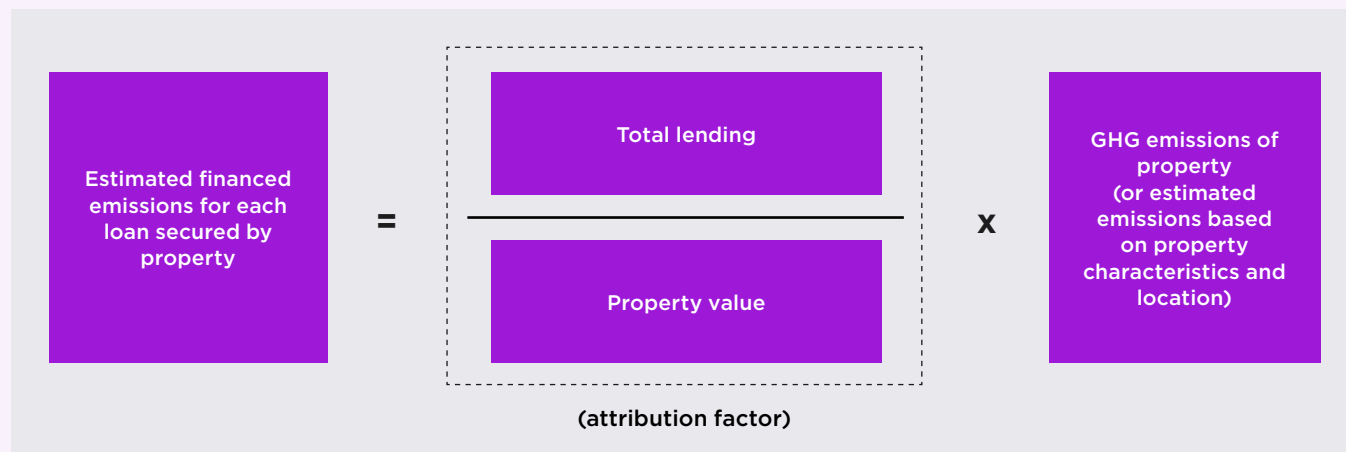 Estimated financed
emissions for each
loan secured by
property
=
Total lending
Property value
(attribution factor)
x
GHG emissions of
property
(or estimated
emissions based
on property
characteristics and
location)